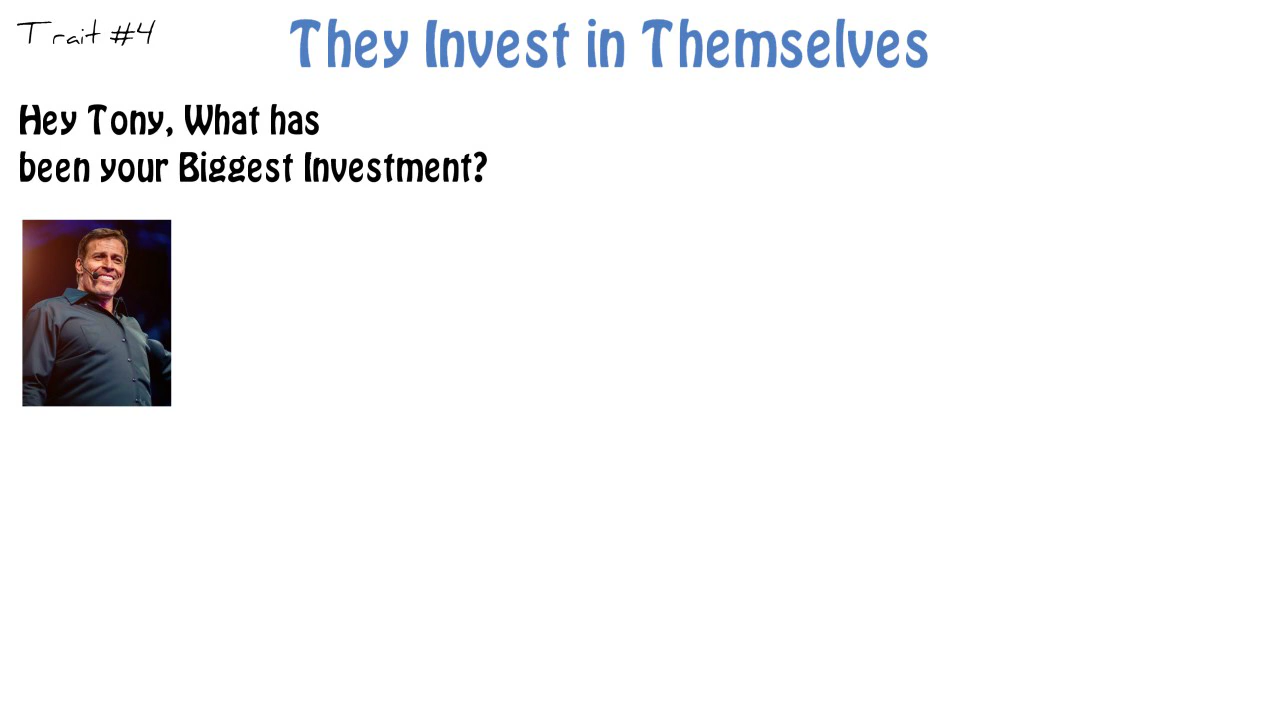 Trait #4
They Invest in Themselves
Hey Tony, What has
been your Biggest Investment?